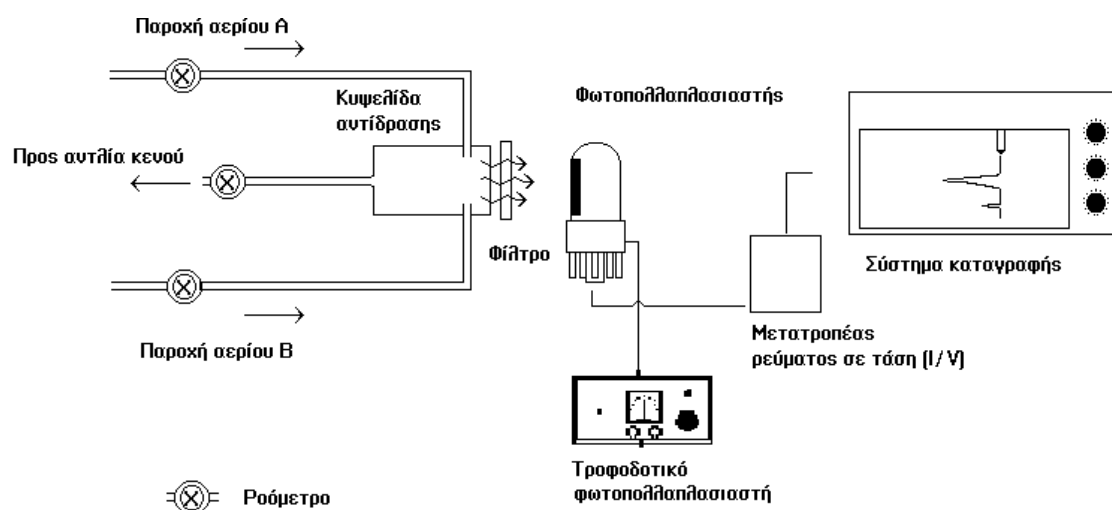 Παροχή αερίου Α
Κυψελίδα
αντίδρασης
Φωτοπολλαπλασιαστής
Προς αντλία κενού
Φίλτρο
Σύστημα καταγραφής
Παροχή αερίου Β
Μετατροπέας
ρεύματος σε τάση (I / V)
Τροφοδοτικό
φωτοπολλαπλασιαστή
Ροόμετρο